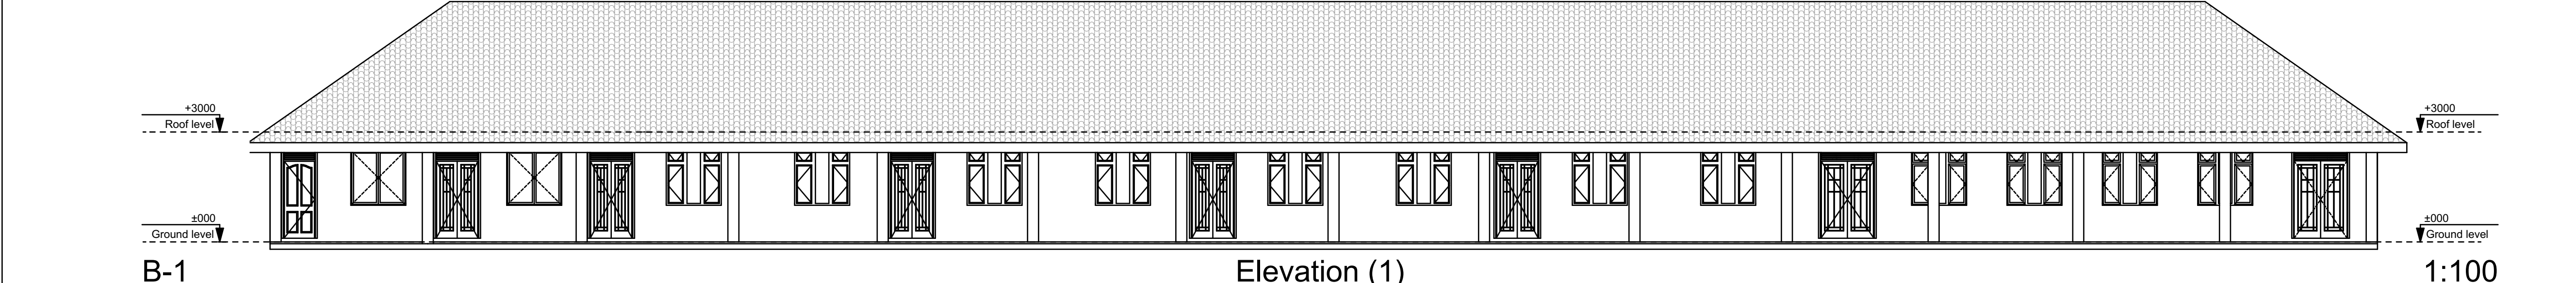 +3000
Roof level
+3000
Roof level
±000
Ground level
±000
Ground level
B-1
Elevation (1)
1:100